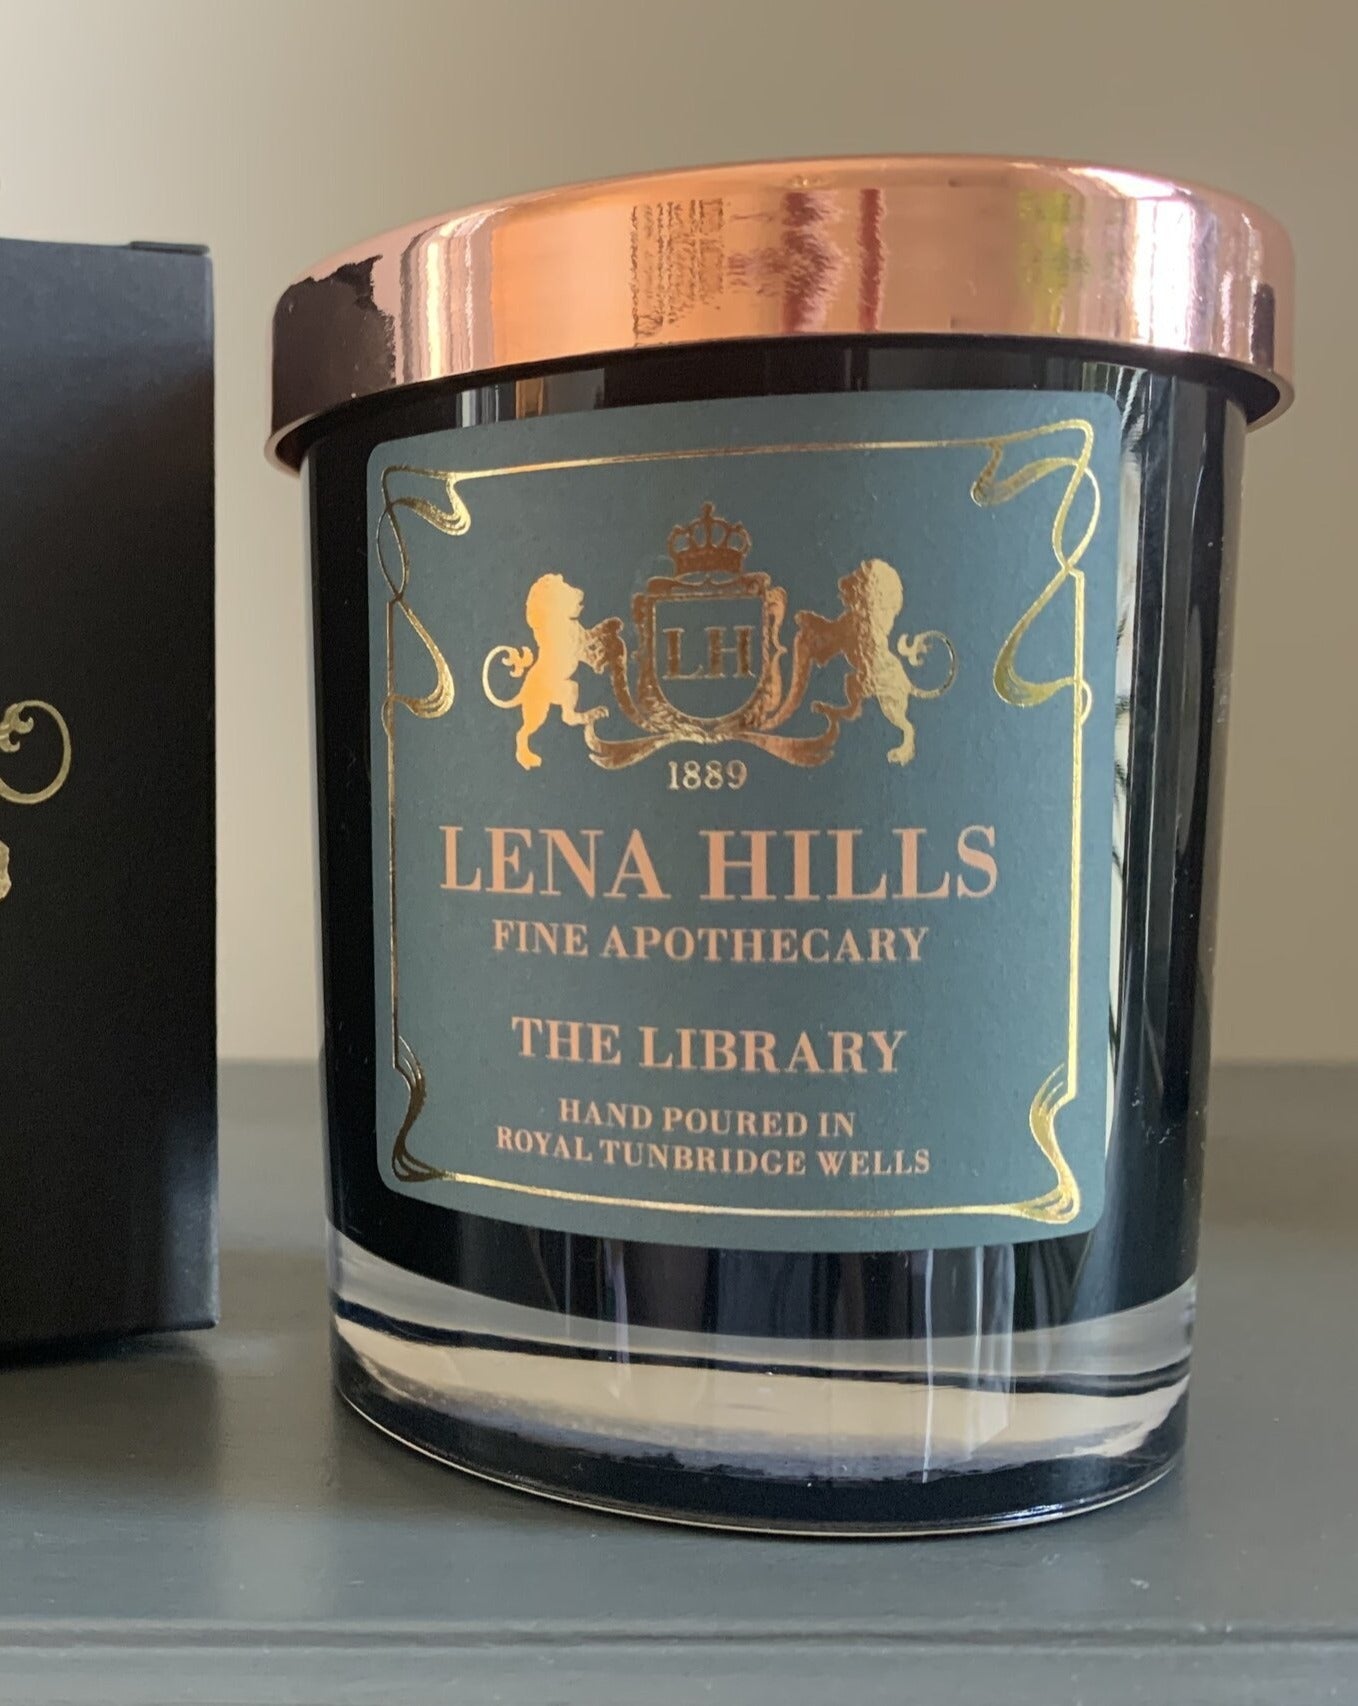 LH
1889
LENA HILLS
FINE APOTHECARY
THE LIBRARY
HAND POURED IN
ROYAL TUNBRIDGE WELLS